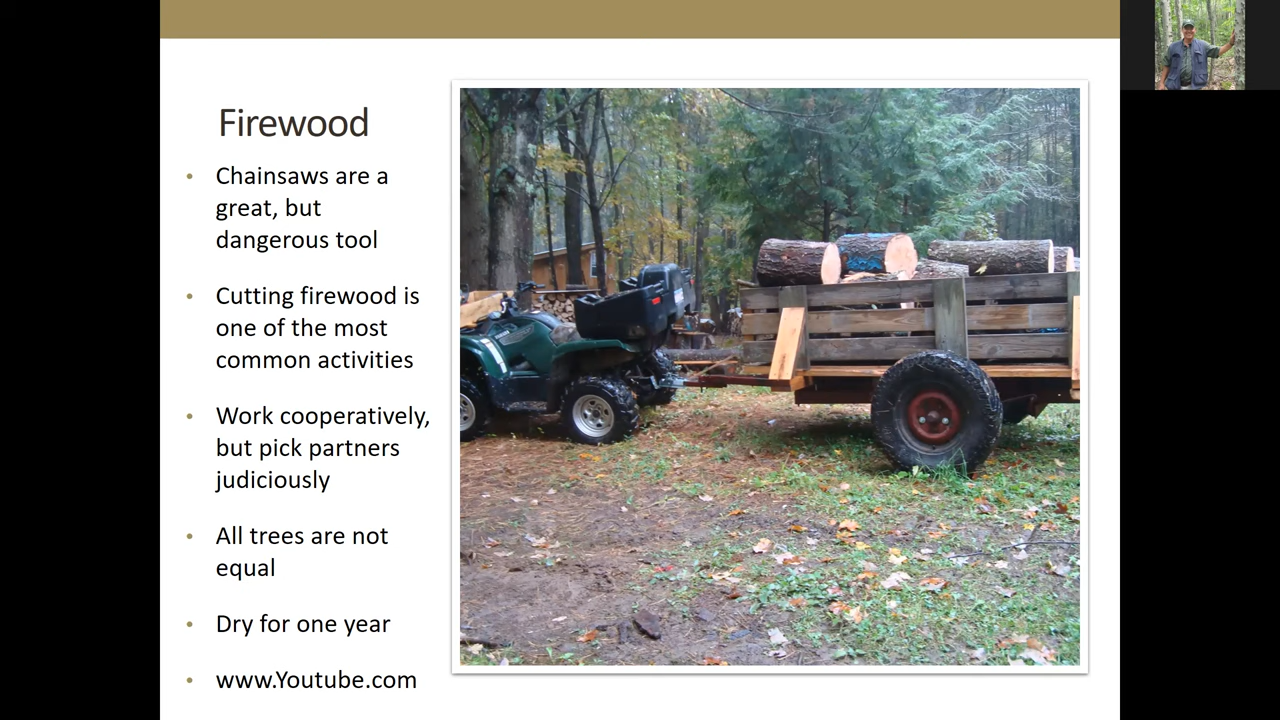 Firewood
• Chainsaws are a
great, but
dangerous tool
• Cutting firewood is
one of the most
common activities
• Work cooperatively,
but pick partners
judiciously
• All trees are not
equal
• Dry for one year
• www.Youtube.com